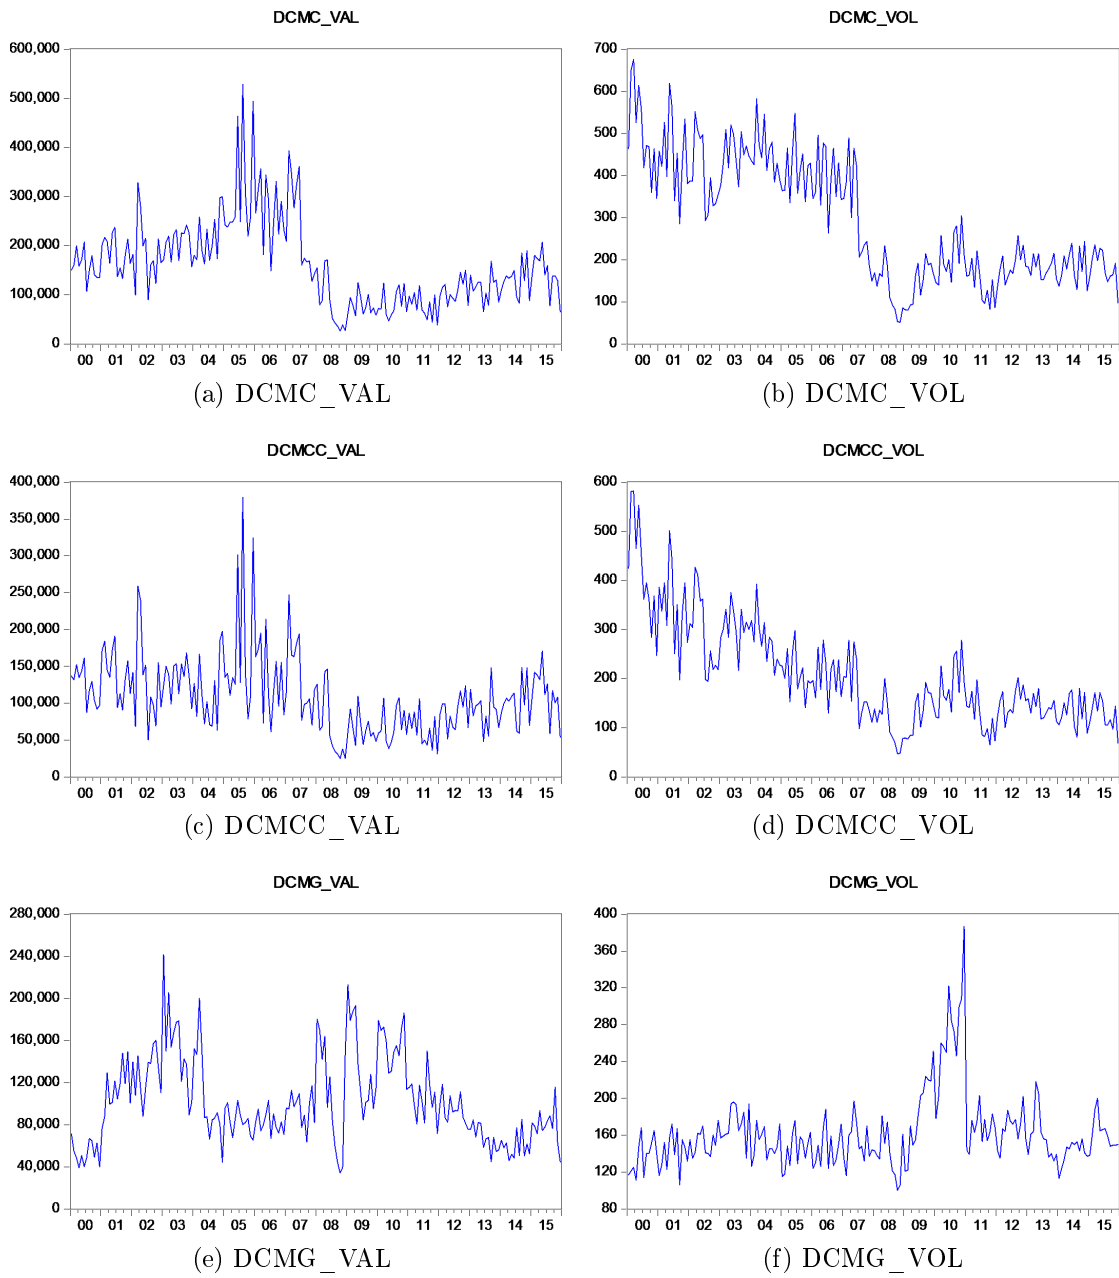 DCMC_VAL
600,000
500,000
400,000
300,000
200,000
100,000
0
00 01 02 03 04 05 06 07 08 09 10 11 12 13 14 15
(a) DCMC_VAL
DCMC_VOL
700
600
500
400
300
200
100
0
00 01 02 03 04 05 06 07 08 09 10 11 12 13 14 15
(b) DCMC_VOL
DCMCC_VAL
400,000
350,000
300,000
250,000
200,000
150,000
100,000
50,000
0
00 01 02 03 04 05 06 07 08 09 10 11 12 13 14 15
(c) DCMCC_VAL
DCMCC_VOL
600
500
400
300
200
100
0
00 01 02 03 04 05 06 07 08 09 10 11 12 13 14 15
(d) DCMCC_VOL
DCMG_VAL
280,000
240,000
200,000
160,000
120,000
80,000
40,000
0
00 01 02 03 04 05 06 07 08 09 10 11 12 13 14 15
(e) DCMG_VAL
DCMG_VOL
400
360
320
280
240
200
160
120
80
00 01 02 03 04 05 06 07 08 09 10 11 12 13 14 15
(f) DCMG_VOL